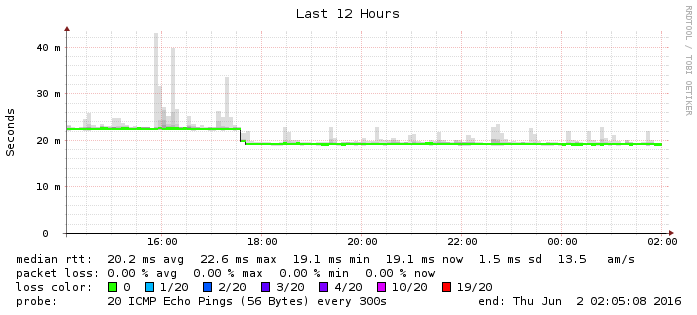 Last 12 Hours
RRDTOOL / TOBI OETIKER
Seconds
40 m
30 m
20 m
10 m
0
16:00 18:00 20:00 22:00 00:00 02:00
median rtt: 20.2 ms avg 22.6 ms max 19.1 ms min 19.1 ms now 1.5 ms sd 13.5 am/s
packet loss: 0.00 % avg 0.00 % max 0.00 % min 0.00 % now
loss color: 0 1/20 2/20 3/20 4/20 10/20 19/20
probe: 20 ICMP Echo Pings (56 Bytes) every 300s end: Thu Jun 2 02:05:08 2016